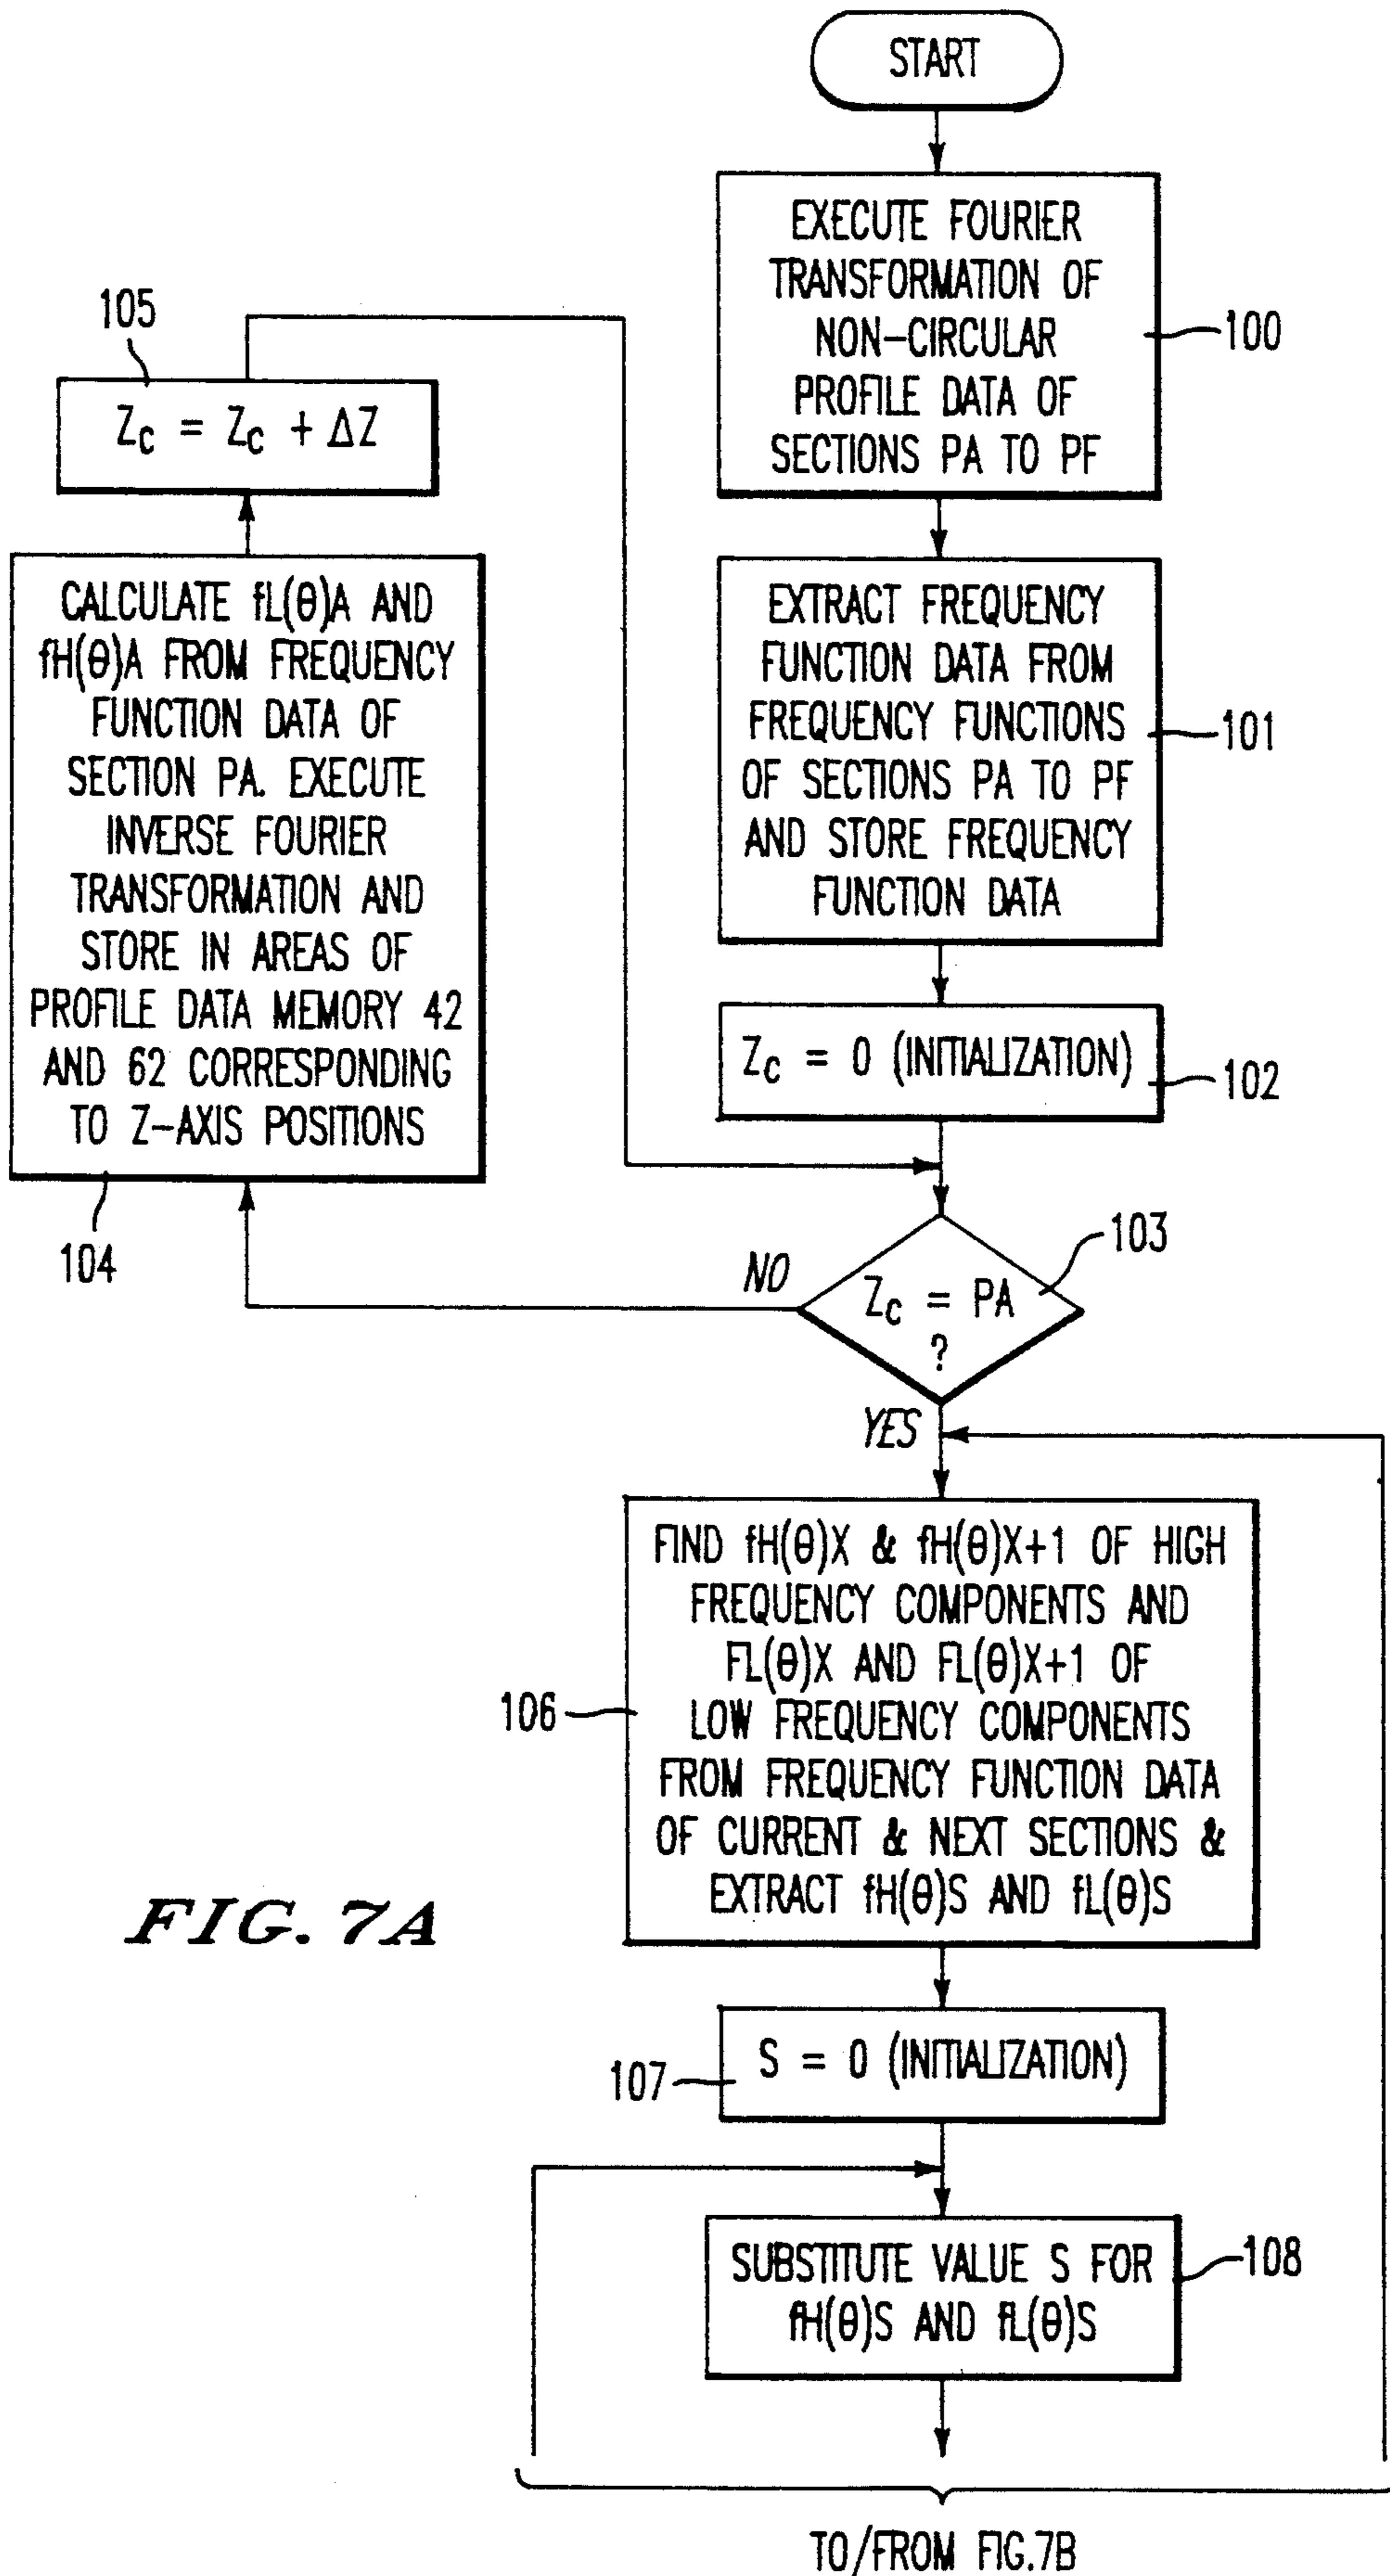 START
EXECUTE FOURIER
TRANSFORMATION OF
NON-CIRCULAR
PROFILE DATA OF
SECTIONS PA TO PF
100
EXTRACT FREQUENCY
FUNCTION DATA FROM
FREQUENCY FUNCTIONS
OF SECTIONS PA TO PF
AND STORE FREQUENCY
FUNCTION DATA
101
Zc = 0 (INITIALIZATION)
102
Zc = PA
?
103
NO
YES
CALCULATE fL(θ)A AND
fH(θ)A FROM FREQUENCY
FUNCTION DATA OF
SECTION PA. EXECUTE
INVERSE FOURIER
TRANSFORMATION AND
STORE IN AREAS OF
PROFILE DATA MEMORY 42
AND 62 CORRESPONDING
TO Z-AXIS POSITIONS
104
105
Zc = Zc + ΔZ
FIND fH(θ)X & fH(θ)X+1 OF HIGH
FREQUENCY COMPONENTS AND
FL(θ)X AND FL(θ)X+1 OF
LOW FREQUENCY COMPONENTS
FROM FREQUENCY FUNCTION DATA
OF CURRENT & NEXT SECTIONS &
EXTRACT fH(θ)S AND fL(θ)S
106
S = 0 (INITIALIZATION)
107
SUBSTITUTE VALUE S FOR
fH(θ)S AND fL(θ)S
108
TO/FROM FIG.7B
FIG. 7A